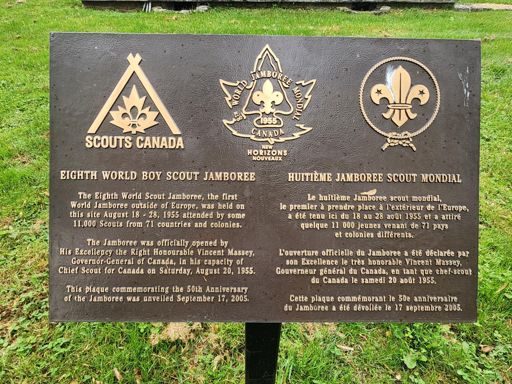 SCOUTS CANADA
WORLD JAMBOREE MONDIAL
1955
CANADA
NEW
HORIZONS
NOUVEAUX
EIGHTH WORLD BOY SCOUT JAMBOREE
The Eighth World Scout Jamboree, the first
World Jamboree outside of Europe, was held on
this site August 18 - 28, 1955 attended by some
11,000 Scouts from 71 countries and colonies.
The Jamboree was officially opened by
His Excellency the Right Honourable Vincent Massey,
Governor-General of Canada, in his capacity of
Chief Scout for Canada on Saturday, August 20, 1955.
This plaque commemorating the 50th Anniversary
of the Jamboree was unveiled September 17, 2005.
HUITIÈME JAMBOREE SCOUT MONDIAL
Le huitième Jamboree scout mondial,
le premier à prendre place à l'extérieur de l'Europe,
a été tenu ici du 18 au 28 août 1955 et a attiré
quelque 11 000 jeunes venant de 71 pays
et colonies différents.
L'ouverture officielle du Jamboree a été déclarée par
son Excellence le très honorable Vincent Massey,
Gouverneur général du Canada, en tant que chef-scout
du Canada le samedi 20 août 1955.
Cette plaque commémorant le 50e anniversaire
du Jamboree a été dévoilée le 17 septembre 2005.